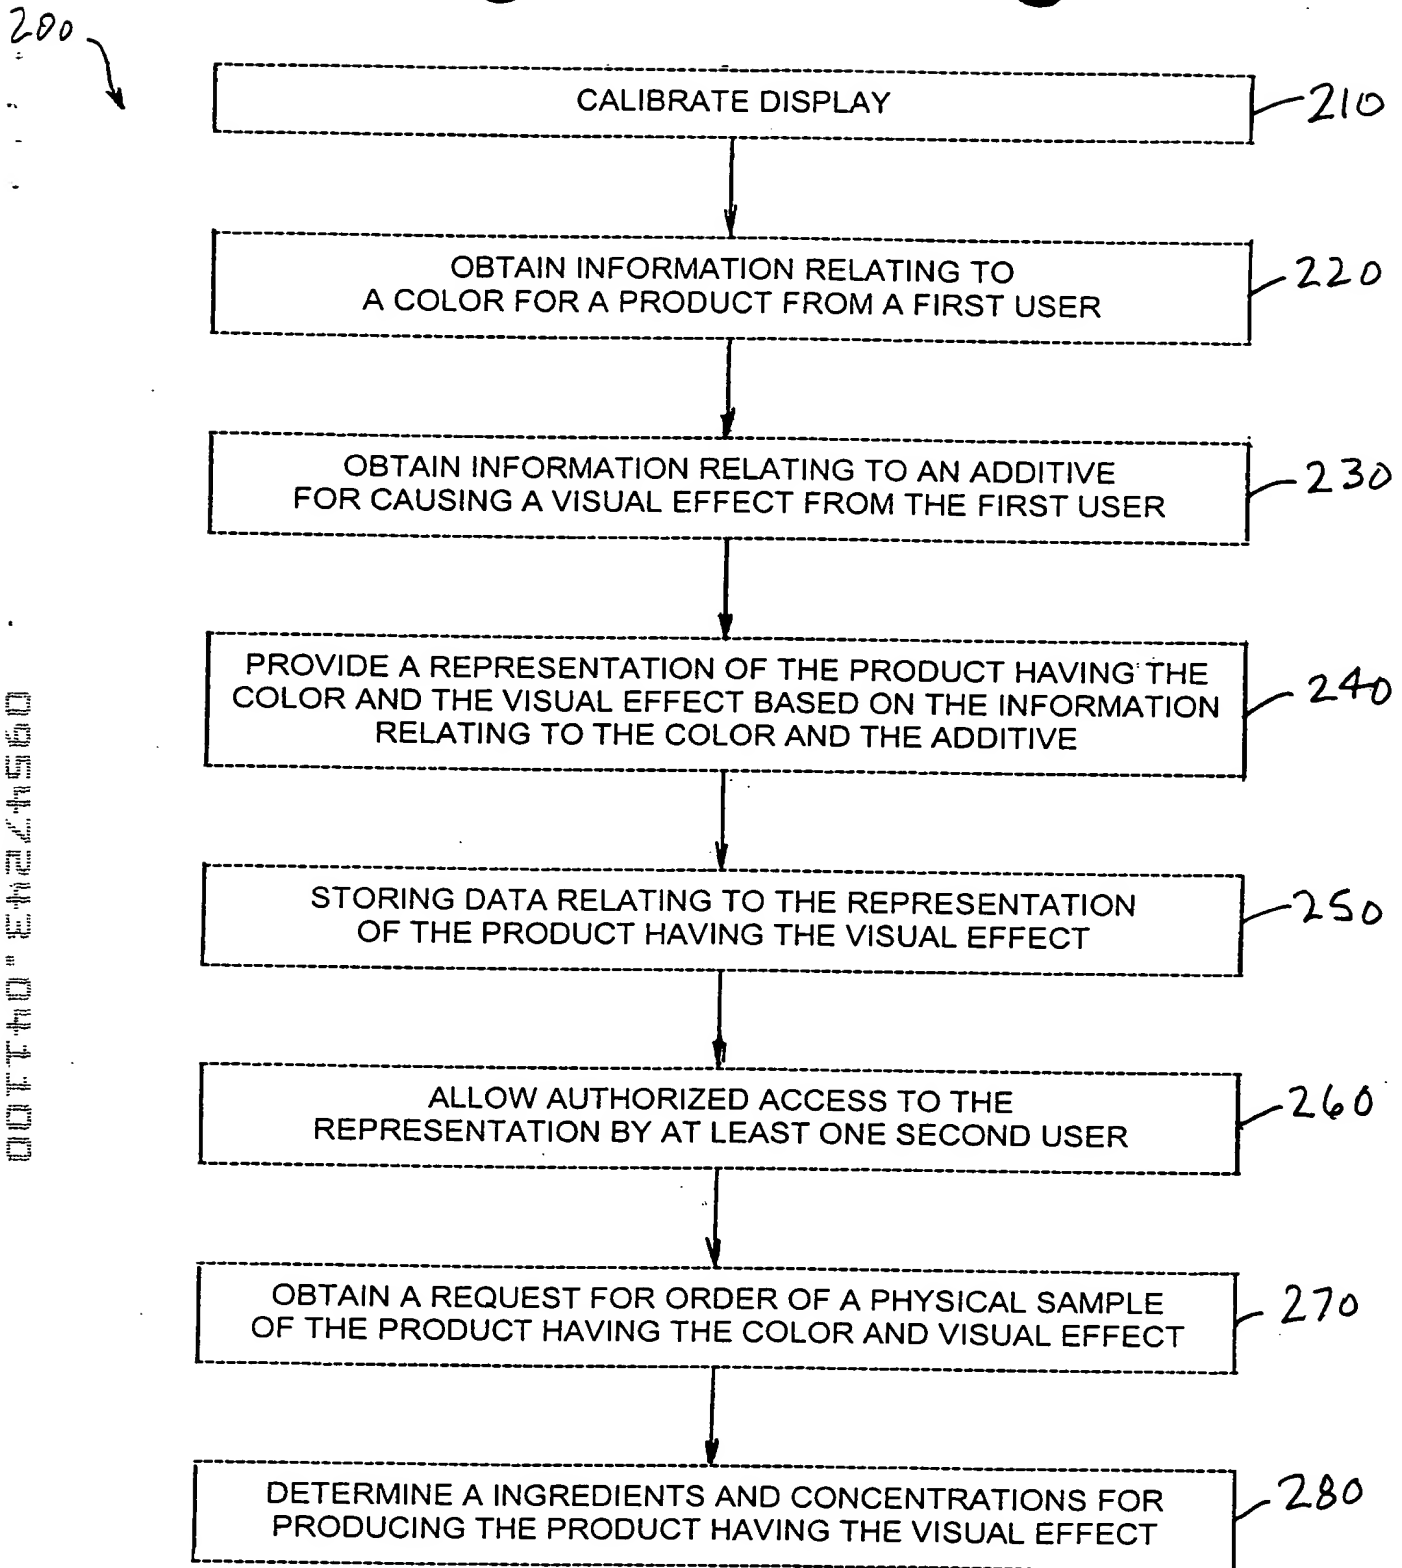 200
CALIBRATE DISPLAY
210
OBTAIN INFORMATION RELATING TO
A COLOR FOR A PRODUCT FROM A FIRST USER
220
OBTAIN INFORMATION RELATING TO AN ADDITIVE
FOR CAUSING A VISUAL EFFECT FROM THE FIRST USER
230
PROVIDE A REPRESENTATION OF THE PRODUCT HAVING THE
COLOR AND THE VISUAL EFFECT BASED ON THE INFORMATION
RELATING TO THE COLOR AND THE ADDITIVE
240
STORING DATA RELATING TO THE REPRESENTATION
OF THE PRODUCT HAVING THE VISUAL EFFECT
250
ALLOW AUTHORIZED ACCESS TO THE
REPRESENTATION BY AT LEAST ONE SECOND USER
260
OBTAIN A REQUEST FOR ORDER OF A PHYSICAL SAMPLE
OF THE PRODUCT HAVING THE COLOR AND VISUAL EFFECT
270
DETERMINE A INGREDIENTS AND CONCENTRATIONS FOR
PRODUCING THE PRODUCT HAVING THE VISUAL EFFECT
280
09547243.041100